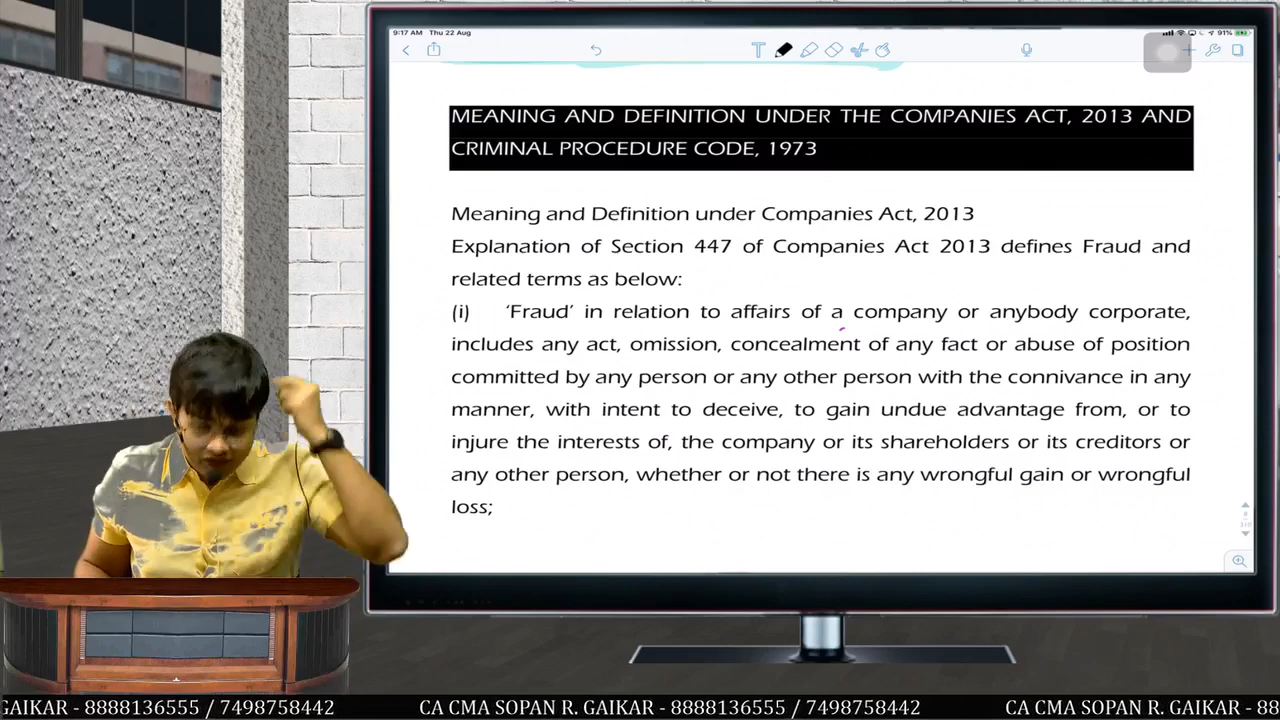 9:17 AM Thu 22 Aug
91%
T
MEANING AND DEFINITION UNDER THE COMPANIES ACT, 2013 AND
CRIMINAL PROCEDURE CODE, 1973
Meaning and Definition under Companies Act, 2013
Explanation of Section 447 of Companies Act 2013 defines Fraud and
related terms as below:
(i) ‘Fraud’ in relation to affairs of a company or anybody corporate,
includes any act, omission, concealment of any fact or abuse of position
committed by any person or any other person with the connivance in any
manner, with intent to deceive, to gain undue advantage from, or to
injure the interests of, the company or its shareholders or its creditors or
any other person, whether or not there is any wrongful gain or wrongful
loss;
GAIKAR - 8888136555 / 7498758442 CA CMA SOPAN R. GAIKAR - 8888136555 / 7498758442 CA CMA SOPAN R. GAIKAR - 88